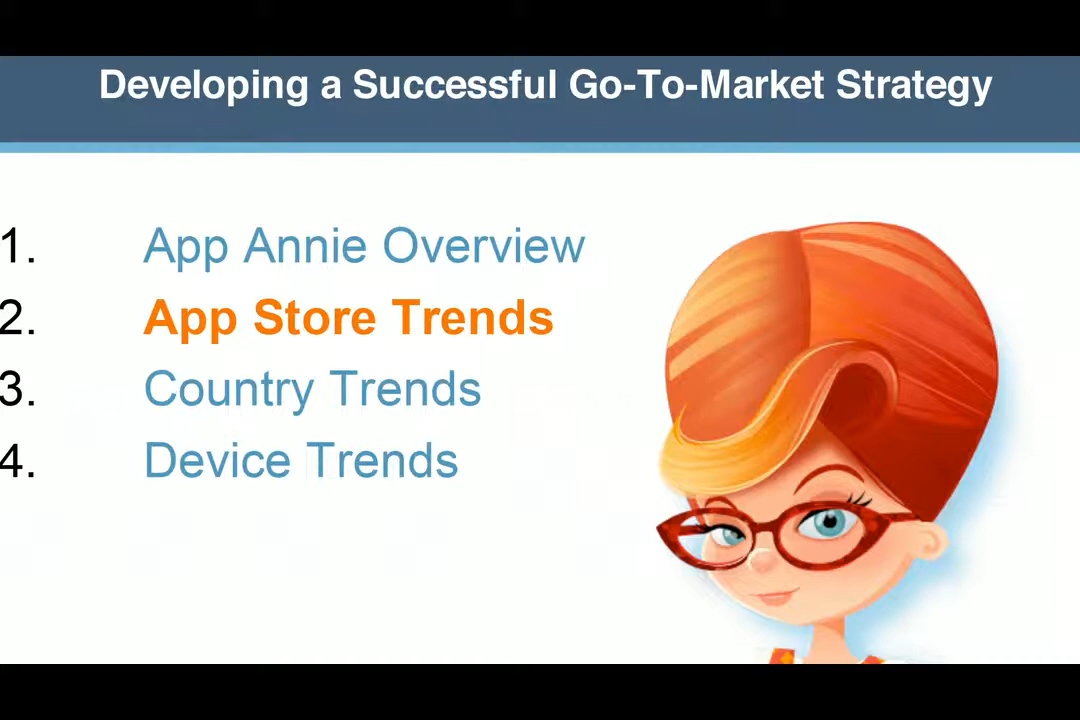 Developing a Successful Go-To-Market Strategy
1. App Annie Overview
2. App Store Trends
3. Country Trends
4. Device Trends